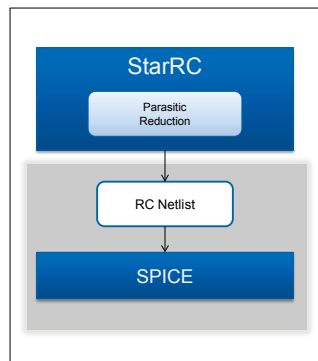 StarRC
Parasitic
Reduction
RC Netlist
SPICE